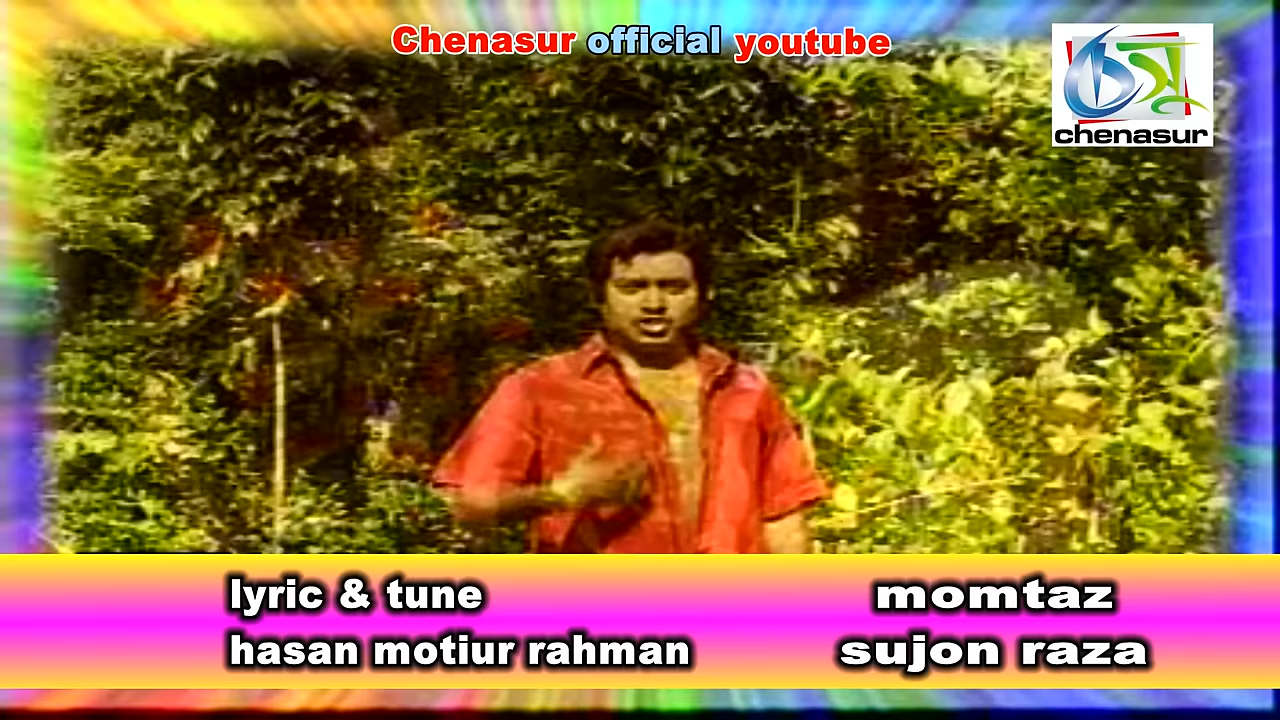 Chenasur official youtube
চেনাসুর
chenasur
lyric & tune
momtaz
hasan motiur rahman
sujon raza